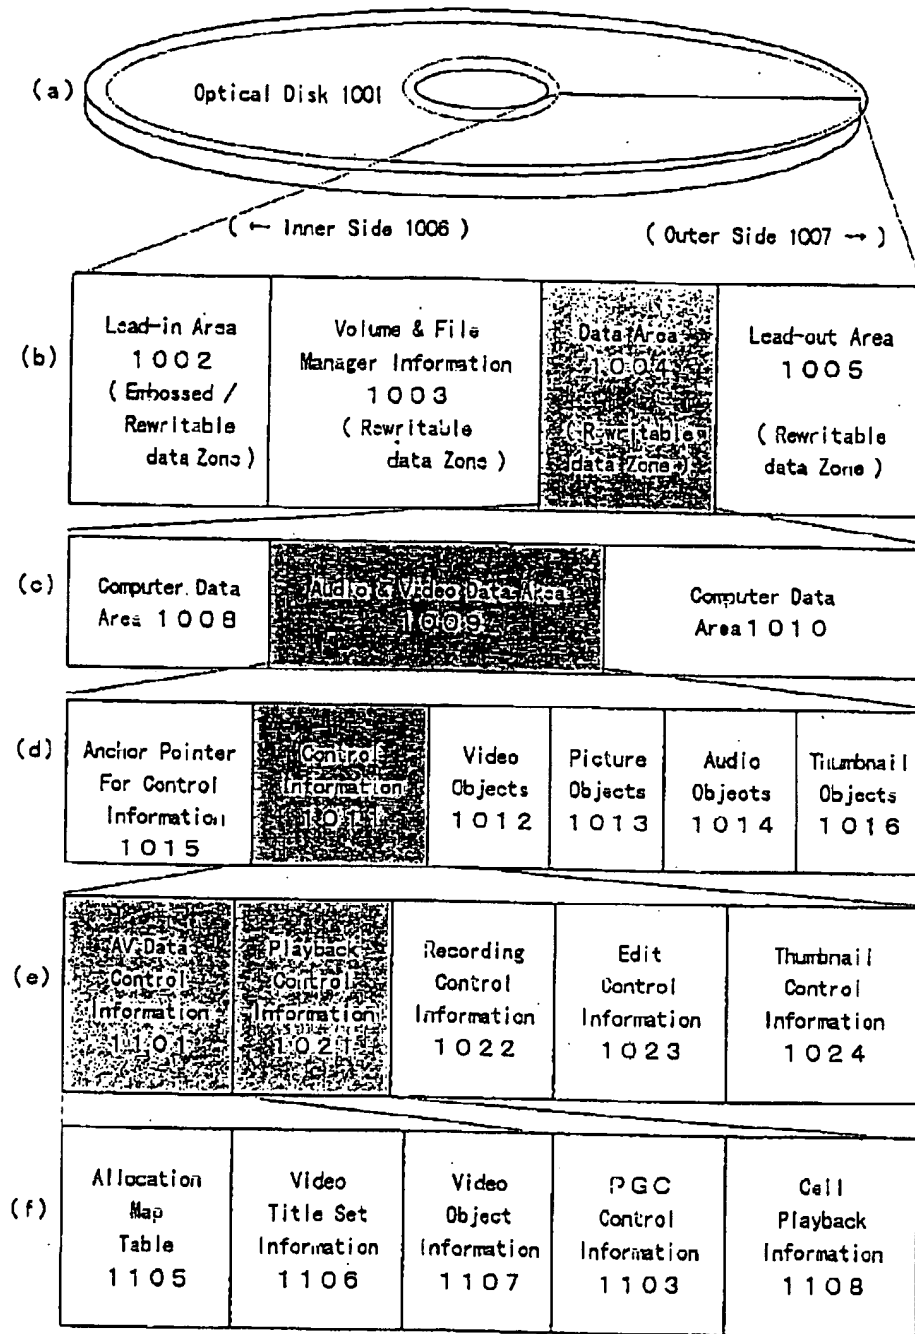 (a)
Optical Disk 1001
( ← Inner Side 1006 )
( Outer Side 1007 → )
(b)
Lead-in Area
1002
( Embossed /
Rewritable
data Zone )
Volume & File
Manager Information
1003
( Rewritable
data Zone )
Data Area
1004
( Rewritable
data Zone )
Lead-out Area
1005
( Rewritable
data Zone )
(c)
Computer Data
Area 1008
Audio & Video Data Area
1009
Computer Data
Area 1010
(d)
Anchor Pointer
For Control
Information
1015
Control
Information
1011
Video
Objects
1012
Picture
Objects
1013
Audio
Objects
1014
Thumbnail
Objects
1016
(e)
AV Data
Control
Information
1101
Playback
Control
Information
1021
Recording
Control
Information
1022
Edit
Control
Information
1023
Thumbnail
Control
Information
1024
(f)
Allocation
Map
Table
1105
Video
Title Set
Information
1106
Video
Object
Information
1107
PGC
Control
Information
1103
Cell
Playback
Information
1108